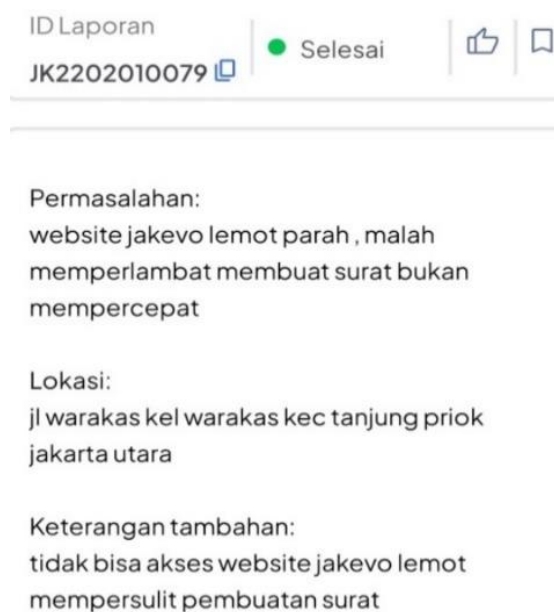 ID Laporan
JK2202010079
Selesai
Permasalahan:
website jakevo lemot parah , malah
memperlambat membuat surat bukan
mempercepat
Lokasi:
jl warakas kel warakas kec tanjung priok
jakarta utara
Keterangan tambahan:
tidak bisa akses website jakevo lemot
mempersulit pembuatan surat